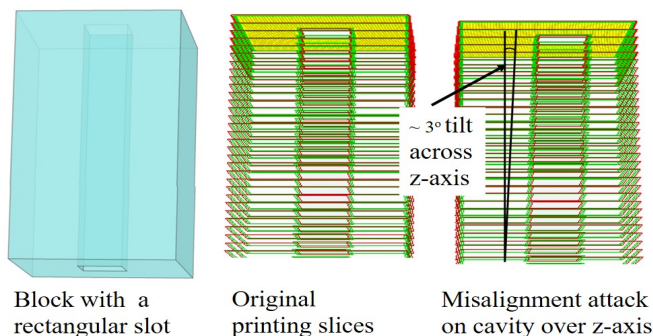 ~ 3° tilt
across
z-axis
Block with a
rectangular slot
Original
printing slices
Misalignment attack
on cavity over z-axis